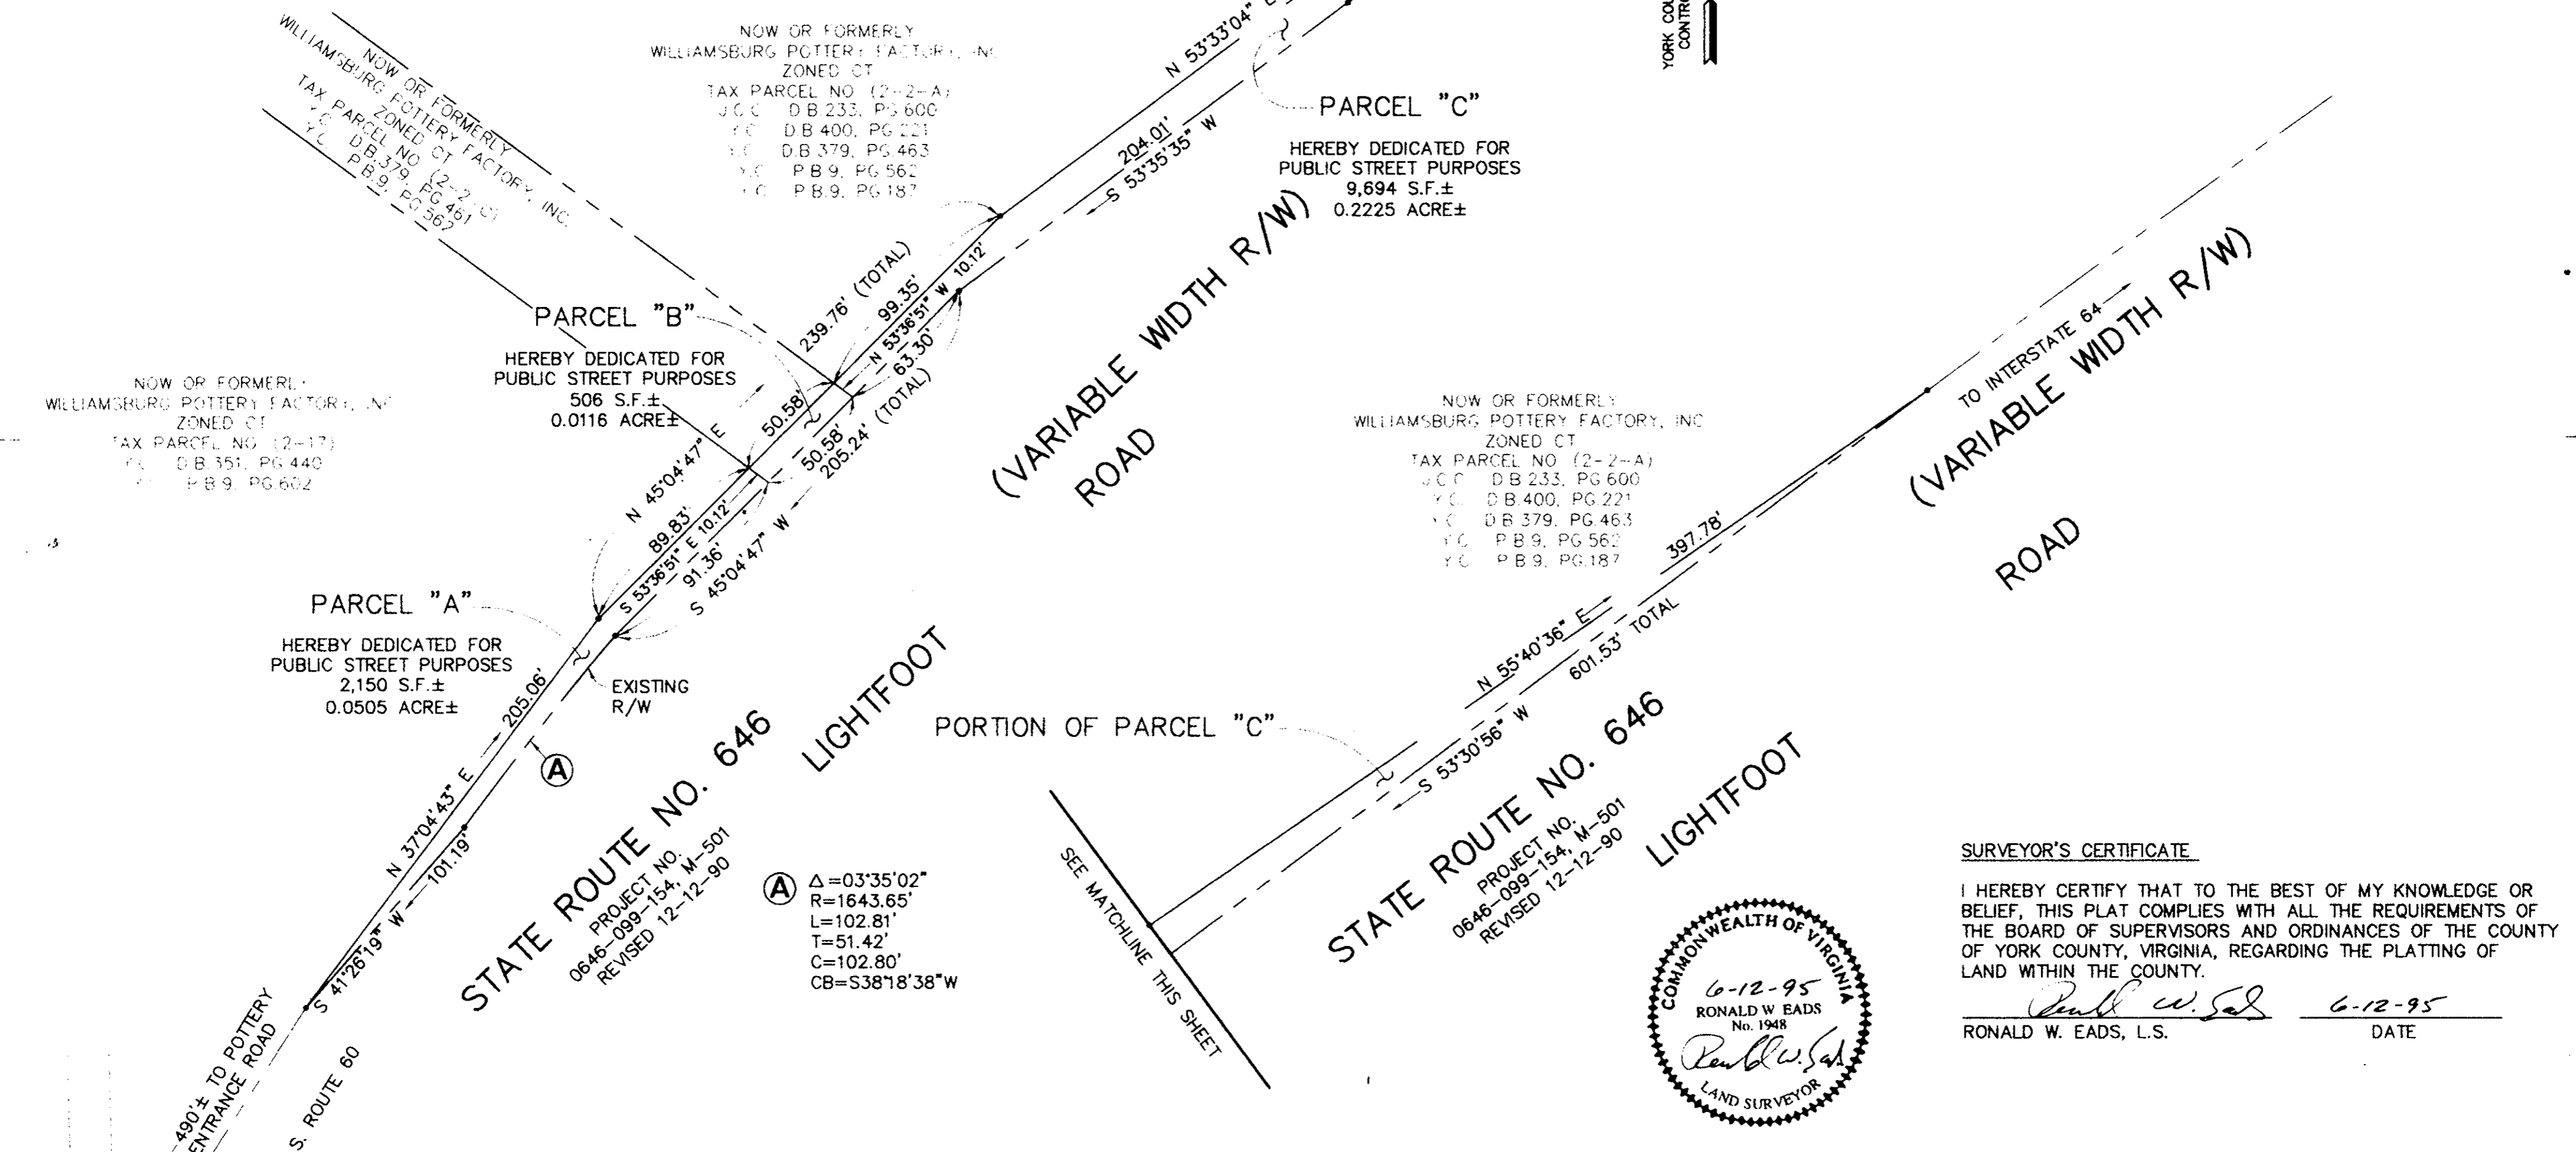 NOW OR FORMERLY
WILLIAMSBURG POTTERY FACTORY, INC.
ZONED CT
TAX PARCEL NO. (2-2-C)
Y.C. D.B.379, PG.461
Y.C. P.B.9, PG.562
NOW OR FORMERLY
WILLIAMSBURG POTTERY FACTORY, INC
ZONED CT
TAX PARCEL NO (2-2-A)
J.C.C D.B.233, PG.600
Y.C D.B.400, PG.221
Y.C. D.B.379, PG.463
Y.C P.B.9, PG.562
Y.C P.B.9, PG.187
N 53°33'04" E
204.01'
S 53°35'35" W
PARCEL "C"
HEREBY DEDICATED FOR
PUBLIC STREET PURPOSES
9,694 S.F.±
0.2225 ACRE±
YORK COU
CONTRO
PARCEL "B"
HEREBY DEDICATED FOR
PUBLIC STREET PURPOSES
506 S.F.±
0.0116 ACRE±
239.76' (TOTAL)
99.35'
N 53°36'51" W 10.12'
63.30'
50.58'
50.58'
205.24' (TOTAL)
N 45°04'47" E
89.83'
S 53°36'51" E 10.12'
91.36'
S 45°04'47" W
NOW OR FORMERLY
WILLIAMSBURG POTTERY FACTORY, INC
ZONED CT
TAX PARCEL NO (2-17)
Y.C. D.B.351, PG.440
P.B.9, PG.602
PARCEL "A"
HEREBY DEDICATED FOR
PUBLIC STREET PURPOSES
2,150 S.F.±
0.0505 ACRE±
EXISTING
R/W
205.06'
N 37°04'43" E
A
101.19'
S 41°26'19" W
490'± TO POTTERY
ENTRANCE ROAD
S. ROUTE 60
(VARIABLE WIDTH R/W)
STATE ROUTE NO. 646 LIGHTFOOT ROAD
PROJECT NO.
0646-099-154, M-501
REVISED 12-12-90
A
Δ=03°35'02"
R=1643.65'
L=102.81'
T=51.42'
C=102.80'
CB=S38°18'38"W
NOW OR FORMERLY
WILLIAMSBURG POTTERY FACTORY, INC
ZONED CT
TAX PARCEL NO (2-2-A)
J.C.C D.B.233, PG.600
Y.C. D.B.400, PG.221
Y.C D.B.379, PG.463
Y.C P.B.9, PG.562
Y.C P.B.9, PG.187
397.78'
N 55°40'36" E
601.53' TOTAL
S 53°30'56" W
TO INTERSTATE 64
(VARIABLE WIDTH R/W)
PORTION OF PARCEL "C"
SEE MATCHLINE THIS SHEET
STATE ROUTE NO. 646 LIGHTFOOT ROAD
PROJECT NO.
0646-099-154, M-501
REVISED 12-12-90
COMMONWEALTH OF VIRGINIA
6-12-95
RONALD W EADS
No. 1948
LAND SURVEYOR
SURVEYOR'S CERTIFICATE
I HEREBY CERTIFY THAT TO THE BEST OF MY KNOWLEDGE OR
BELIEF, THIS PLAT COMPLIES WITH ALL THE REQUIREMENTS OF
THE BOARD OF SUPERVISORS AND ORDINANCES OF THE COUNTY
OF YORK COUNTY, VIRGINIA, REGARDING THE PLATTING OF
LAND WITHIN THE COUNTY.
6-12-95
RONALD W. EADS, L.S. DATE